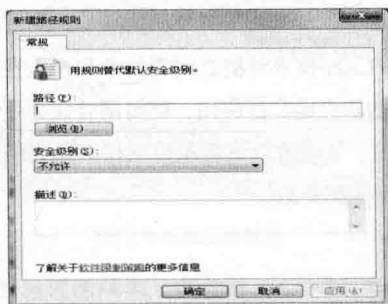 新建路径规则
常规
用规则替代默认安全级别。
路径(P):
浏览(B)
安全级别(S):
不允许
描述(D):
了解关于软件限制策略的更多信息
确定
取消
应用(A)